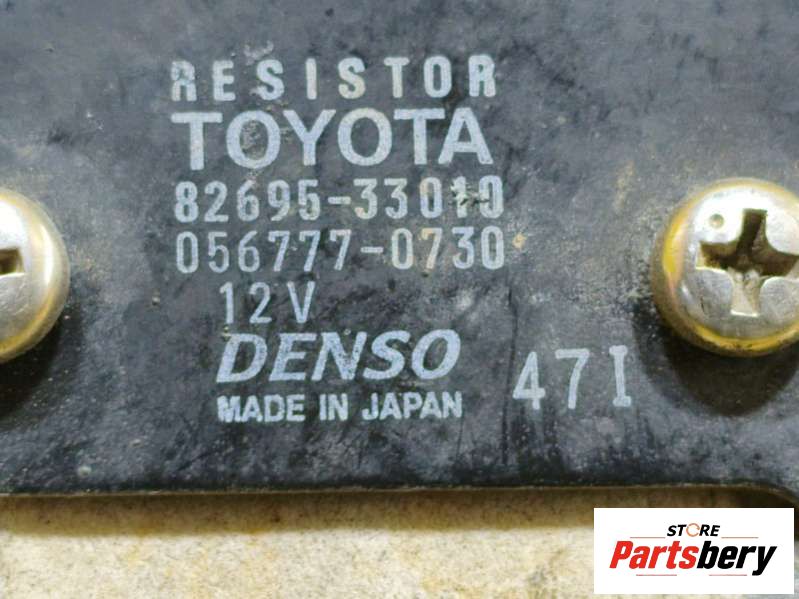 RESISTOR
TOYOTA
82695-33010
056777-0730
12V
DENSO
47I
MADE IN JAPAN
STORE
Partsbery